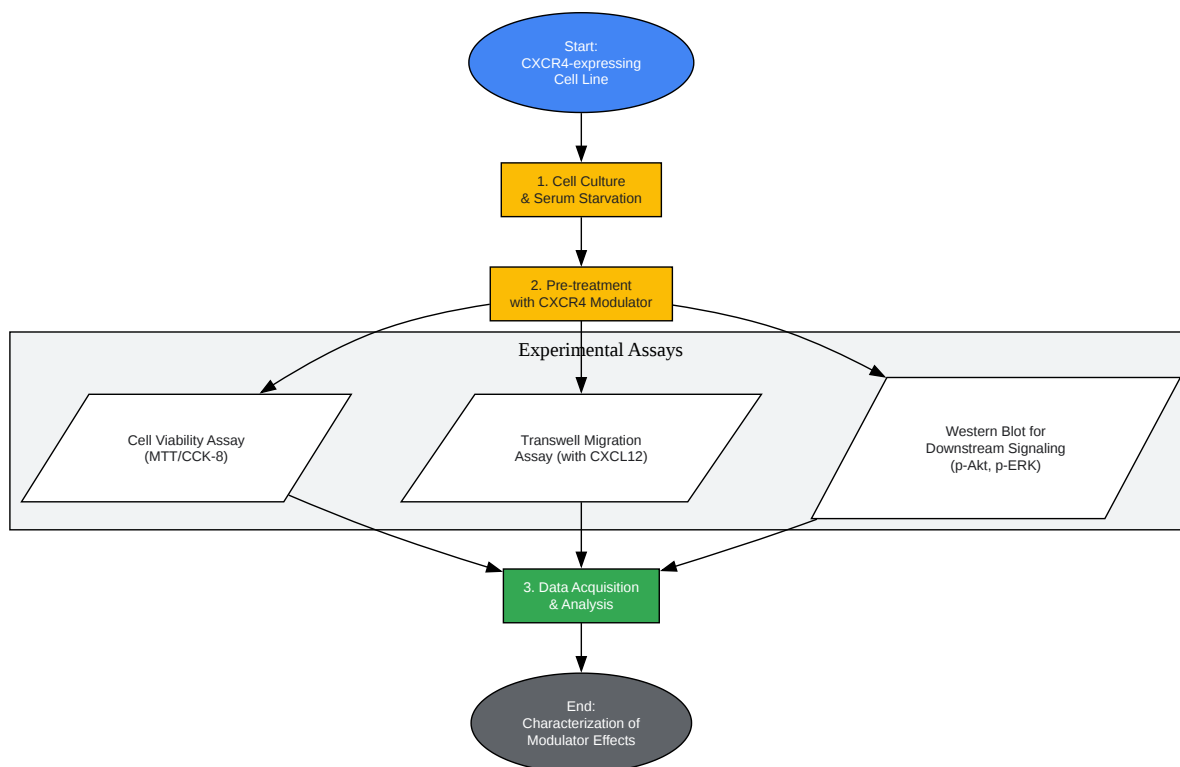 Start:
CXCR4-expressing
Cell Line
1. Cell Culture
& Serum Starvation
2. Pre-treatment
with CXCR4 Modulator
Experimental Assays
Cell Viability Assay
(MTT/CCK-8)
Transwell Migration
Assay (with CXCL12)
Western Blot for
Downstream Signaling
(p-Akt, p-ERK)
3. Data Acquisition
& Analysis
End:
Characterization of
Modulator Effects